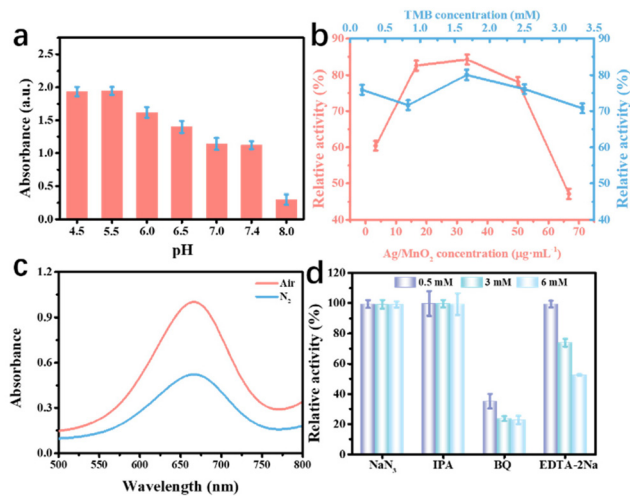 a
Absorbance (a.u.)
2.5
2.0
1.5
1.0
0.5
0.0
4.5 5.5 6.0 6.5 7.0 7.4 8.0
pH
b
TMB concentration (mM)
0.0 0.5 1.0 1.5 2.0 2.5 3.0 3.5
Relative activity (%)
90
80
70
60
50
40
90
80
70
60
50
40
Relative activity (%)
0 10 20 30 40 50 60 70
Ag/MnO₂ concentration (μg·mL ¹)
c
Absorbance
1.2
0.9
0.6
0.3
0.0
Air
N₂
500 550 600 650 700 750 800
Wavelength (nm)
d
Relative activity (%)
120
100
80
60
40
20
0
0.5 mM 3 mM 6 mM
NaN₃ IPA BQ EDTA-2Na